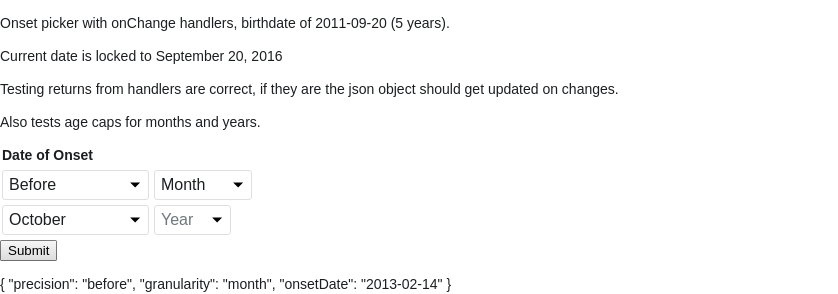 Onset picker with onChange handlers, birthdate of 2011-09-20 (5 years).
Current date is locked to September 20, 2016
Testing returns from handlers are correct, if they are the json object should get updated on changes.
Also tests age caps for months and years.
Date of Onset
Before Month
October Year
Submit
{ "precision": "before", "granularity": "month", "onsetDate": "2013-02-14" }